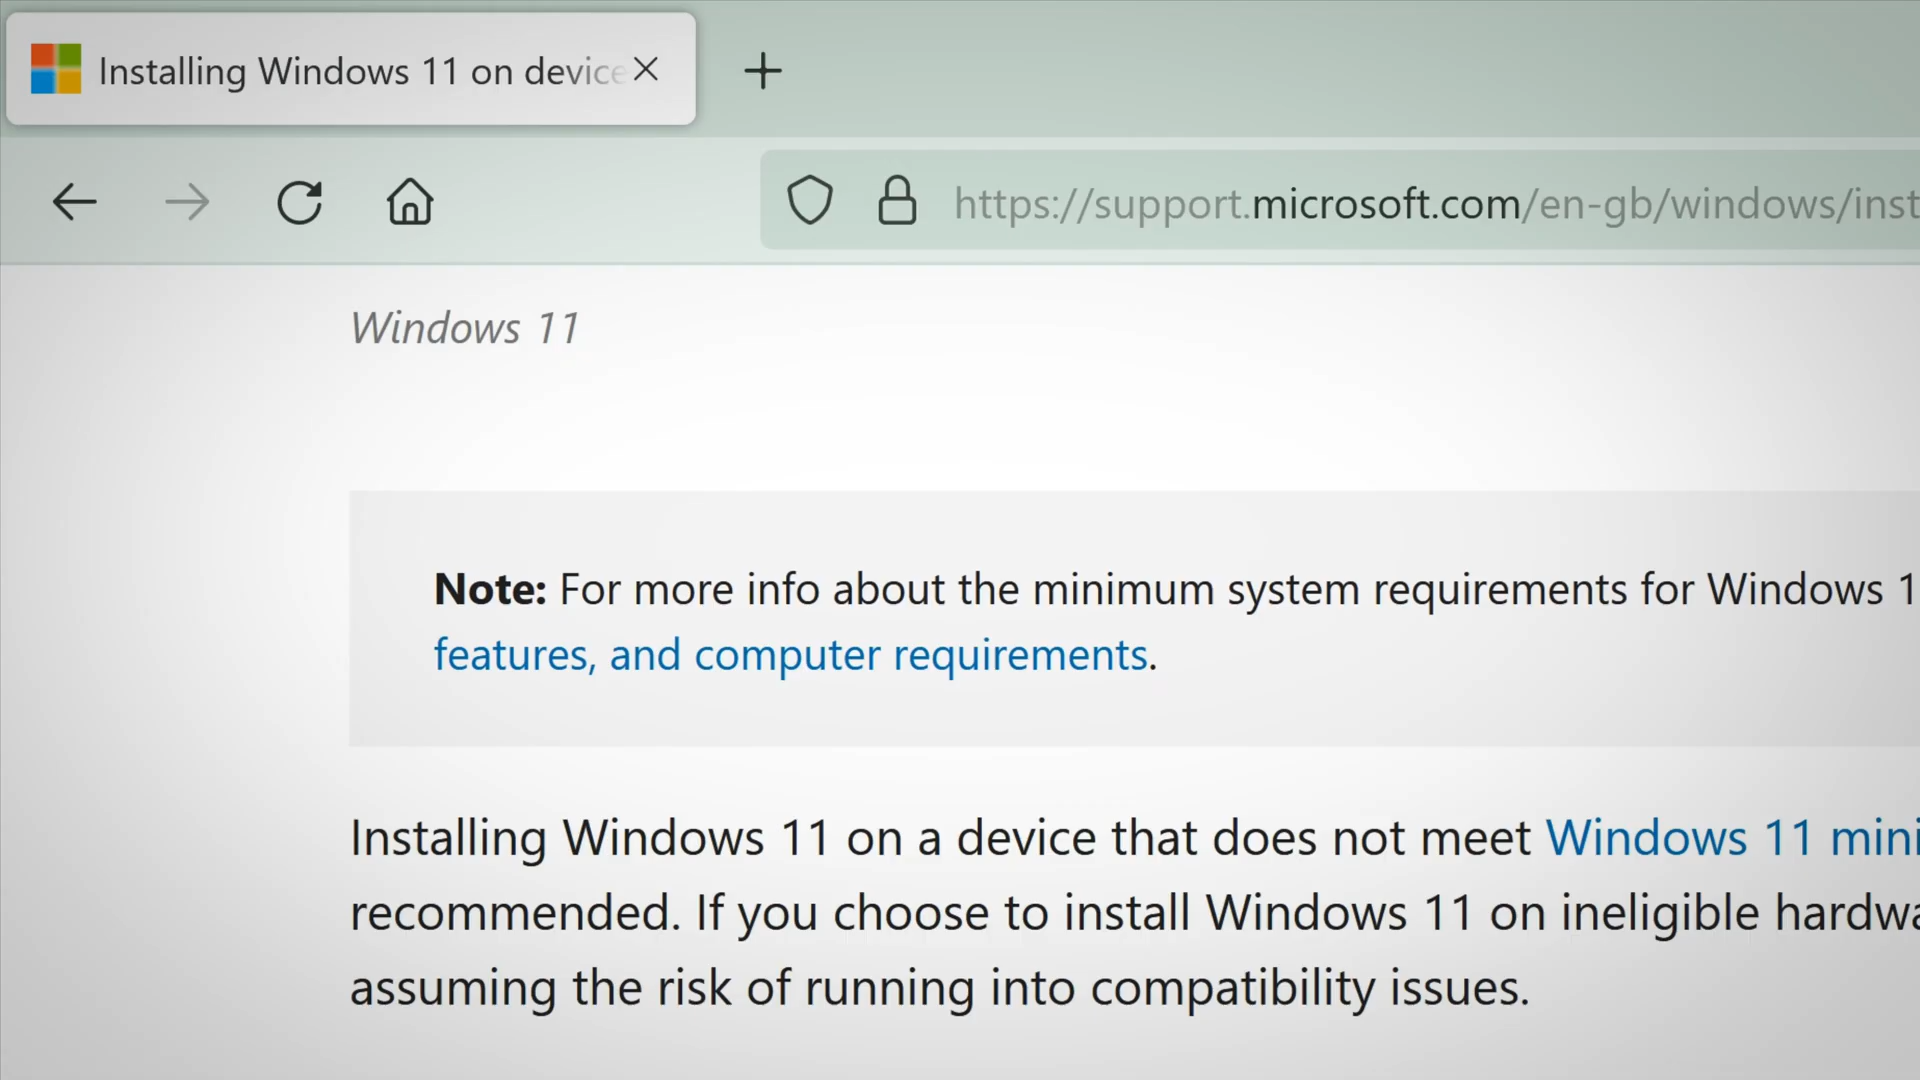 Installing Windows 11 on device
https://support.microsoft.com/en-gb/windows/inst
Windows 11
Note: For more info about the minimum system requirements for Windows 1
features, and computer requirements.
Installing Windows 11 on a device that does not meet Windows 11 mini
recommended. If you choose to install Windows 11 on ineligible hardwa
assuming the risk of running into compatibility issues.